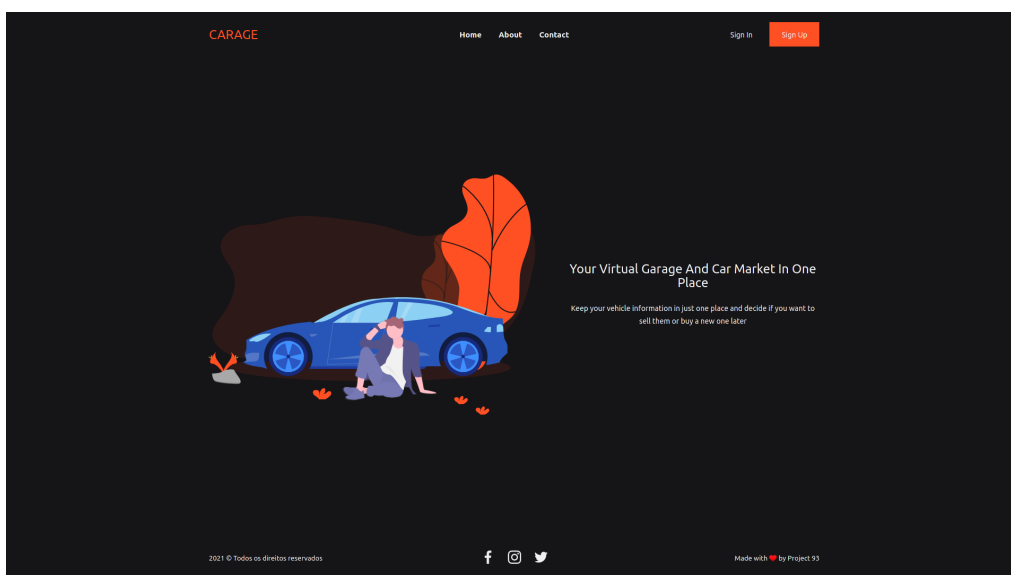 CARAGE
Home About Contact
Sign In Sign Up
Your Virtual Garage And Car Market In One
Place
Keep your vehicle information in just one place and decide if you want to
sell them or buy a new one later
2021 © Todos os direitos reservados
Made with ❤ by Project 93